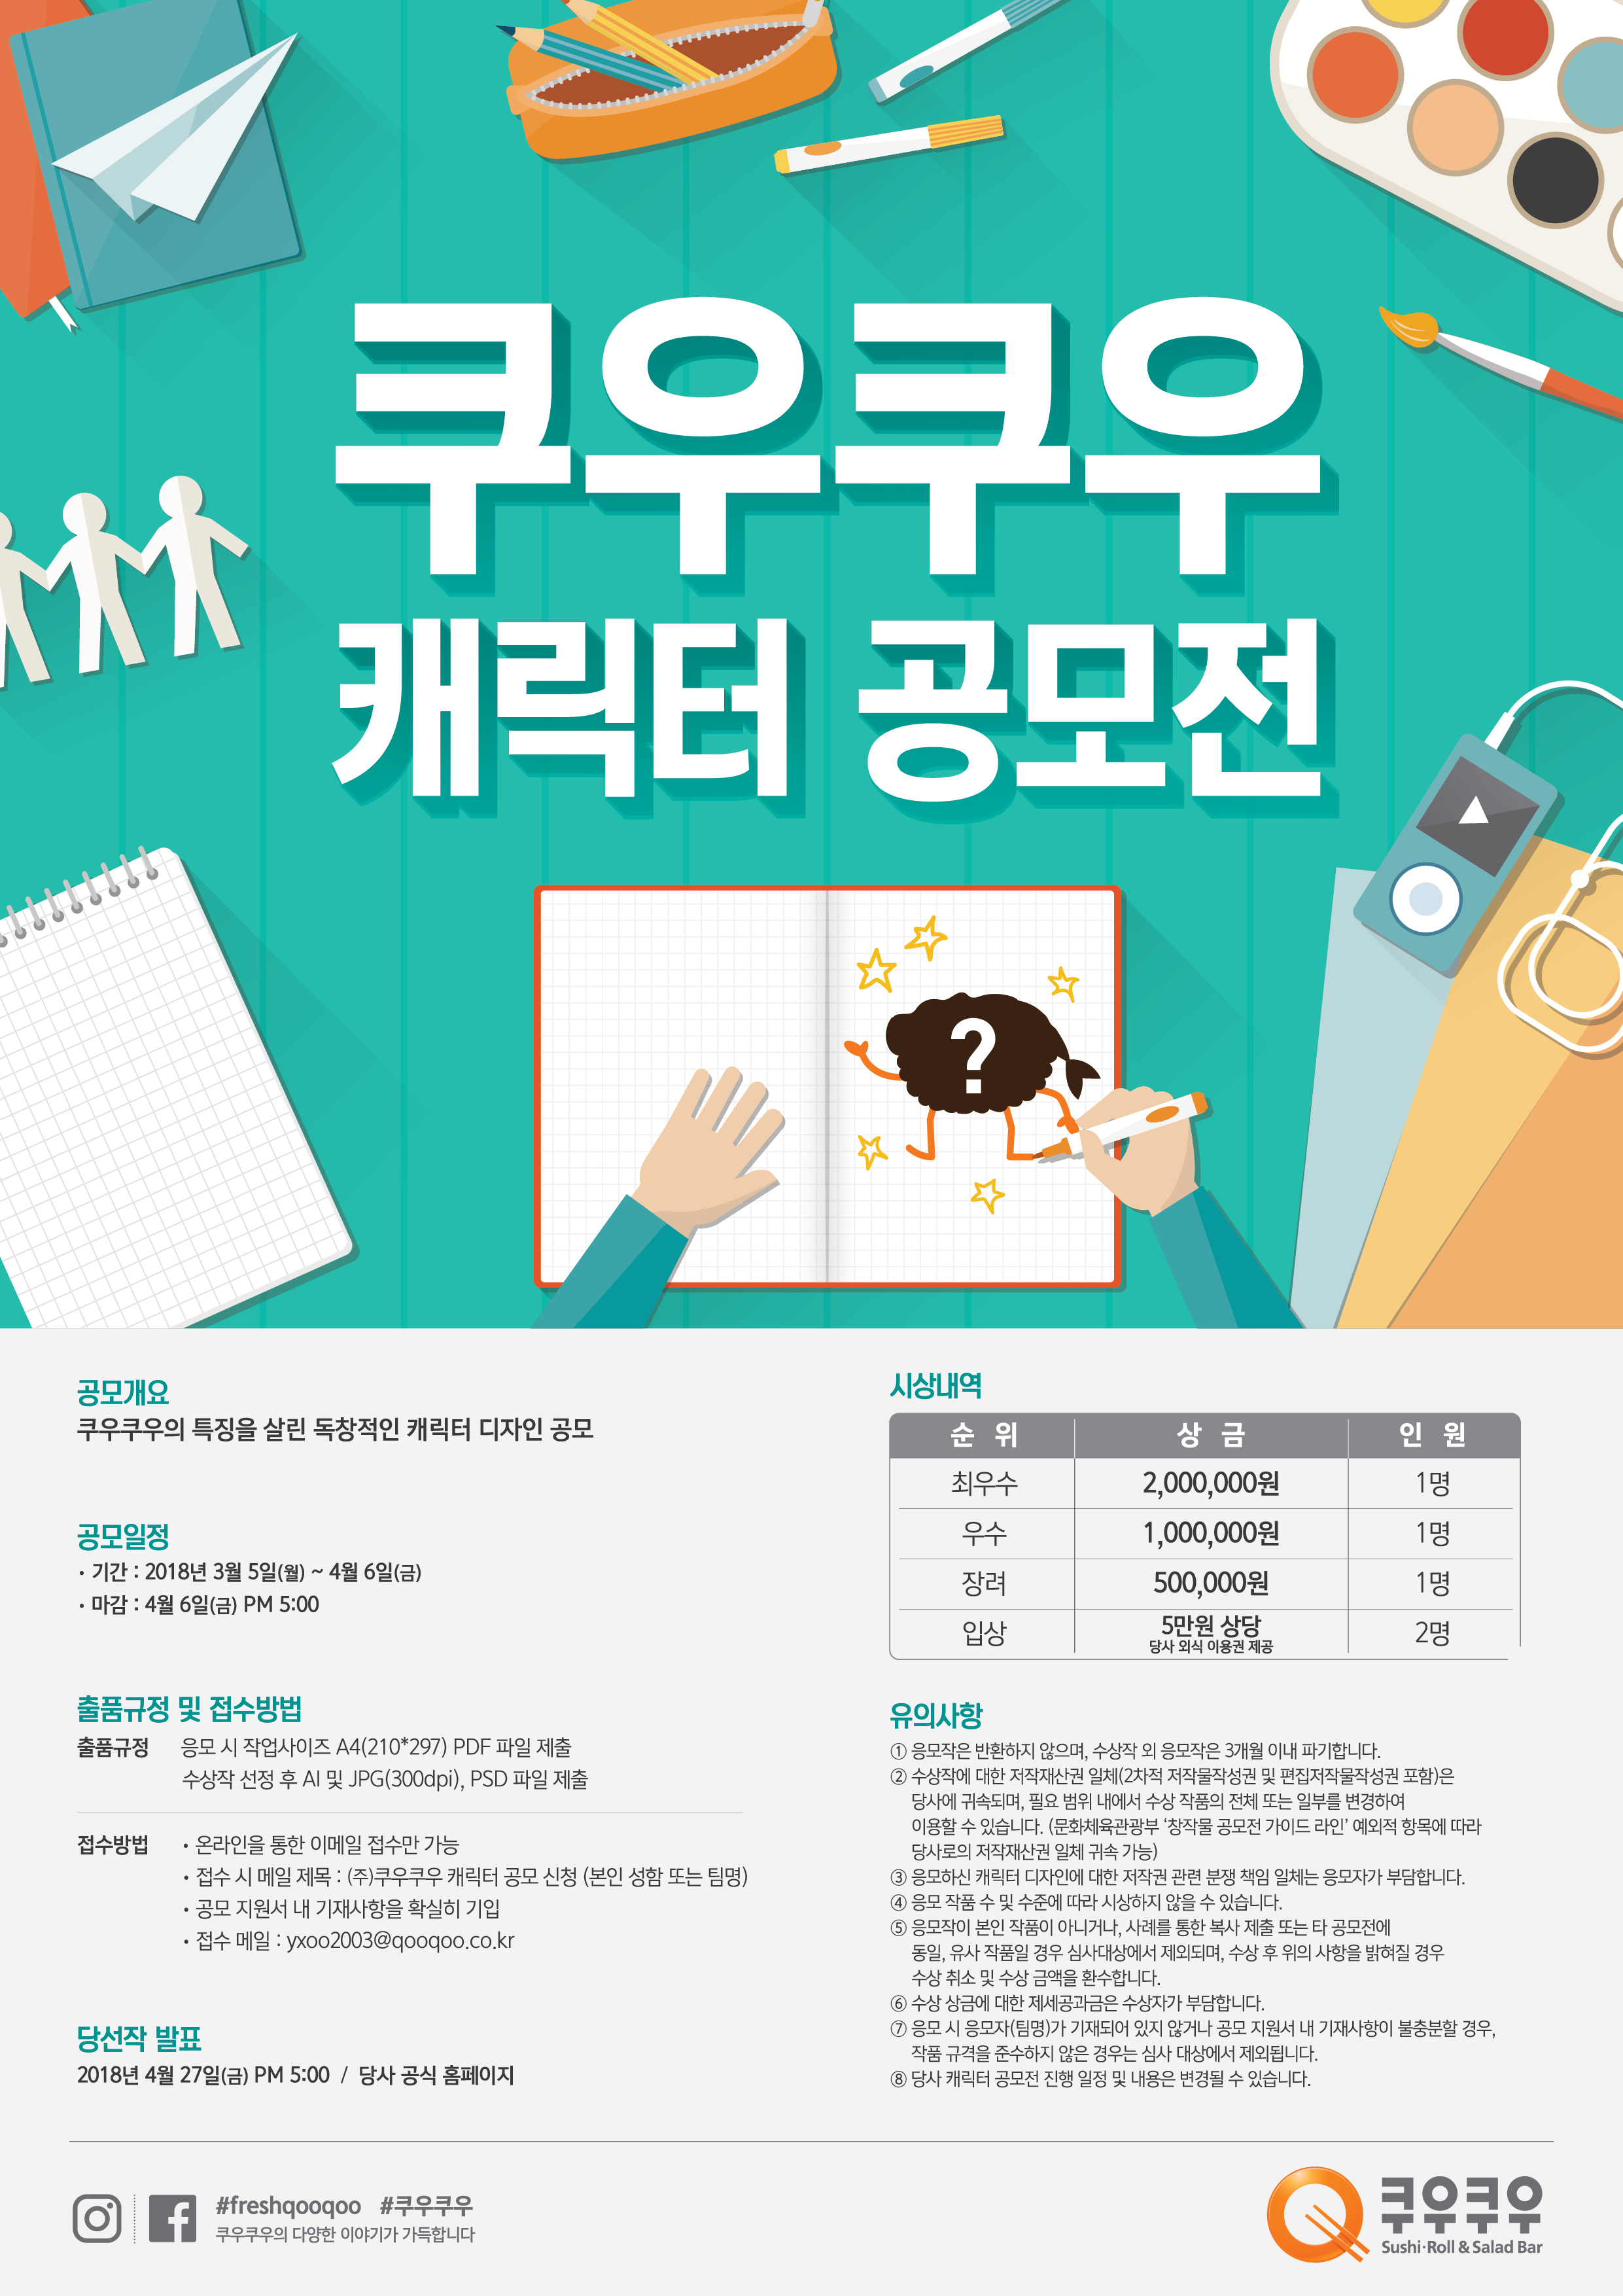 쿠우쿠우
캐릭터 공모전
?
공모개요
쿠우쿠우의 특징을 살린 독창적인 캐릭터 디자인 공모
공모일정
• 기간 : 2018년 3월 5일(월) ~ 4월 6일(금)
• 마감 : 4월 6일(금) PM 5:00
출품규정 및 접수방법
출품규정 응모 시 작업사이즈 A4(210*297) PDF 파일 제출
수상작 선정 후 AI 및 JPG(300dpi), PSD 파일 제출
접수방법 • 온라인을 통한 이메일 접수만 가능
• 접수 시 메일 제목 : (주)쿠우쿠우 캐릭터 공모 신청 (본인 성함 또는 팀명)
• 공모 지원서 내 기재사항을 확실히 기입
• 접수 메일 : yxoo2003@qooqoo.co.kr
당선작 발표
2018년 4월 27일(금) PM 5:00 / 당사 공식 홈페이지
시상내역
순 위 상 금 인 원
최우수 2,000,000원 1명
우수 1,000,000원 1명
장려 500,000원 1명
입상 5만원 상당 2명
당사 외식 이용권 제공
유의사항
① 응모작은 반환하지 않으며, 수상작 외 응모작은 3개월 이내 파기합니다.
② 수상작에 대한 저작재산권 일체(2차적 저작물작성권 및 편집저작물작성권 포함)은
당사에 귀속되며, 필요 범위 내에서 수상 작품의 전체 또는 일부를 변경하여
이용할 수 있습니다. (문화체육관광부 ‘창작물 공모전 가이드 라인’ 예외적 항목에 따라
당사로의 저작재산권 일체 귀속 가능)
③ 응모하신 캐릭터 디자인에 대한 저작권 관련 분쟁 책임 일체는 응모자가 부담합니다.
④ 응모 작품 수 및 수준에 따라 시상하지 않을 수 있습니다.
⑤ 응모작이 본인 작품이 아니거나, 사례를 통한 복사 제출 또는 타 공모전에
동일, 유사 작품일 경우 심사대상에서 제외되며, 수상 후 위의 사항을 밝혀질 경우
수상 취소 및 수상 금액을 환수합니다.
⑥ 수상 상금에 대한 제세공과금은 수상자가 부담합니다.
⑦ 응모 시 응모자(팀명)가 기재되어 있지 않거나 공모 지원서 내 기재사항이 불충분할 경우,
작품 규격을 준수하지 않은 경우는 심사 대상에서 제외됩니다.
⑧ 당사 캐릭터 공모전 진행 일정 및 내용은 변경될 수 있습니다.
#freshqooqoo #쿠우쿠우
쿠우쿠우의 다양한 이야기가 가득합니다
쿠우쿠우
Sushi·Roll & Salad Bar